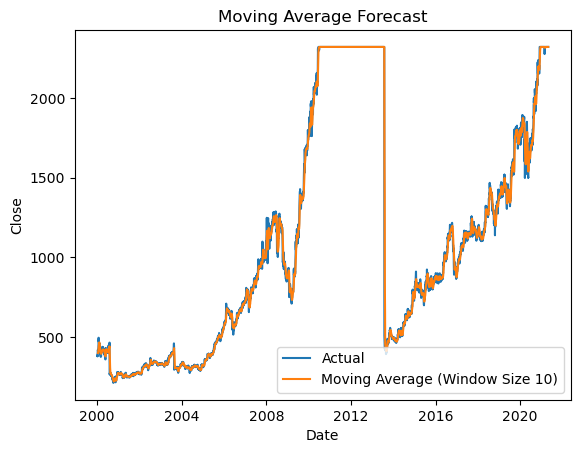 Moving Average Forecast
Close
2000
1500
1000
500
Actual
Moving Average (Window Size 10)
2000 2004 2008 2012 2016 2020
Date